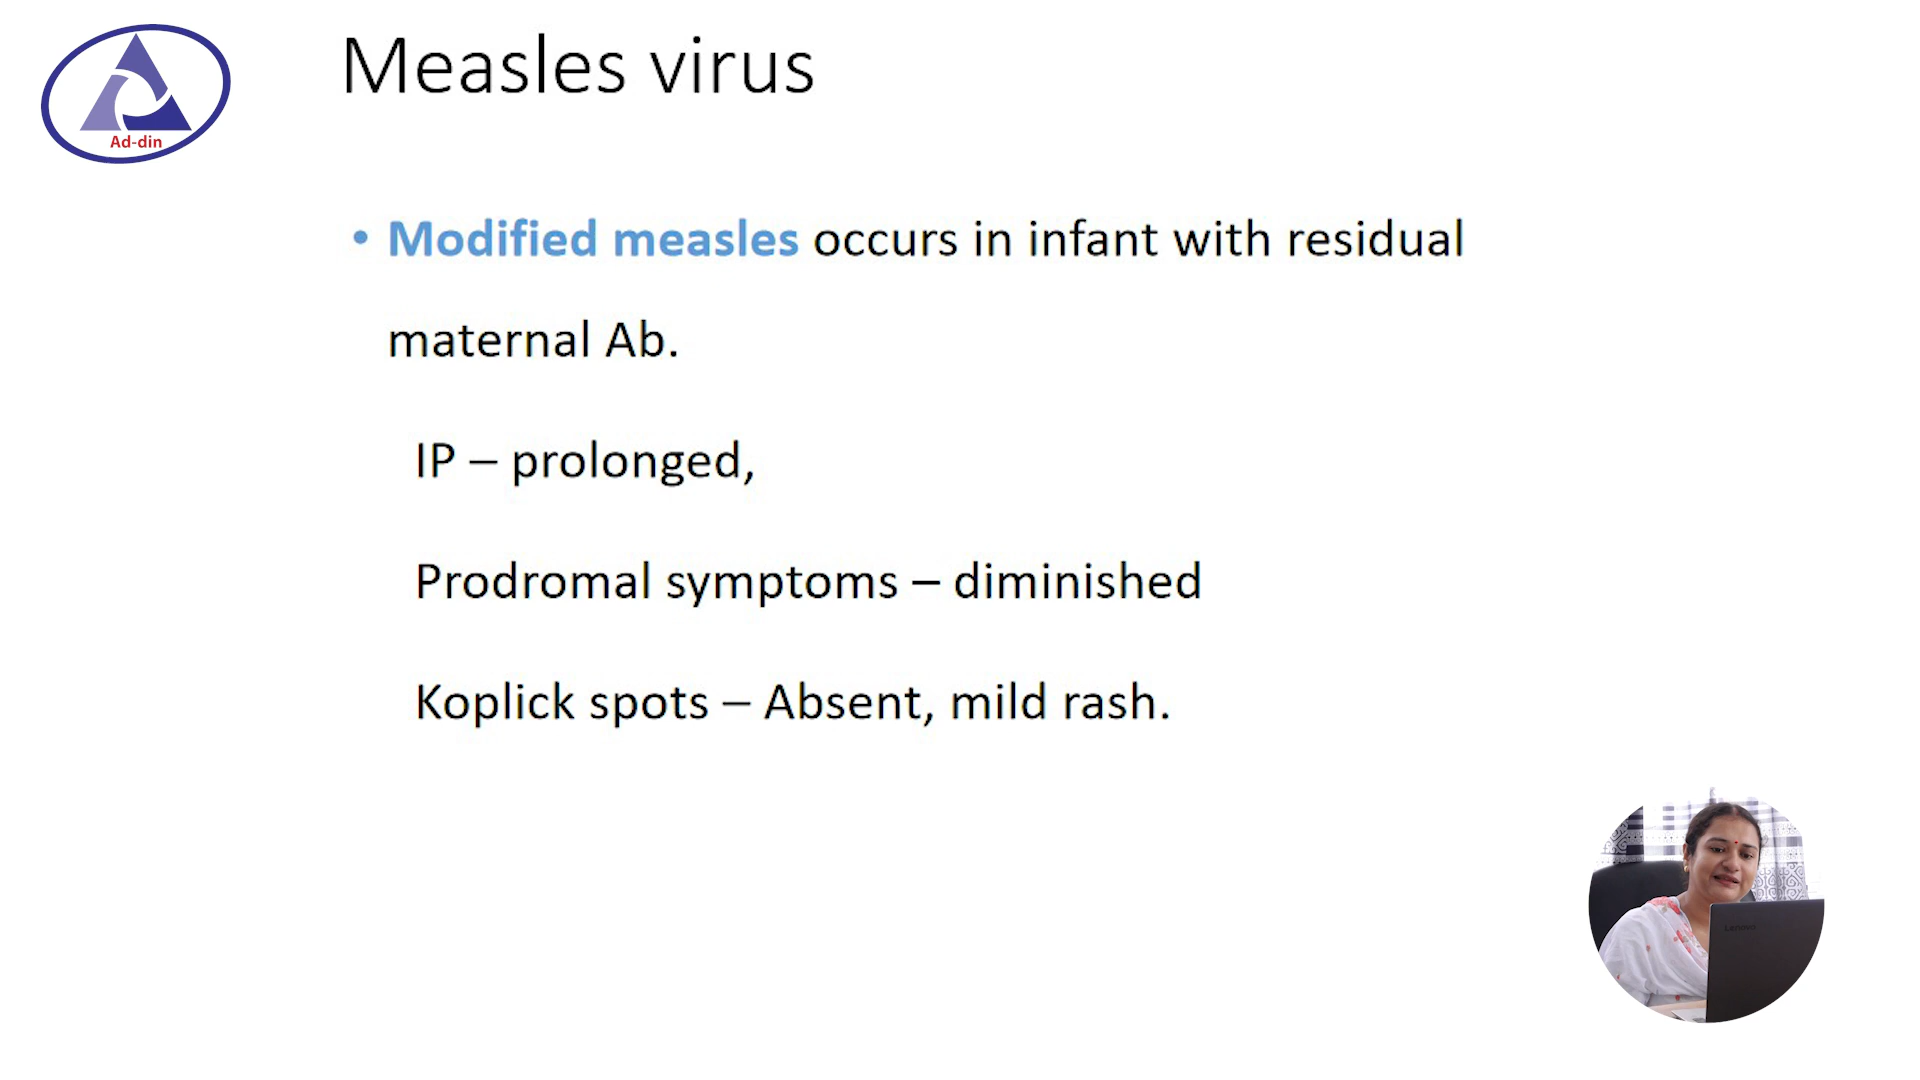 Ad-din
Measles virus
• Modified measles occurs in infant with residual
maternal Ab.
IP – prolonged,
Prodromal symptoms – diminished
Koplick spots – Absent, mild rash.
Lenovo